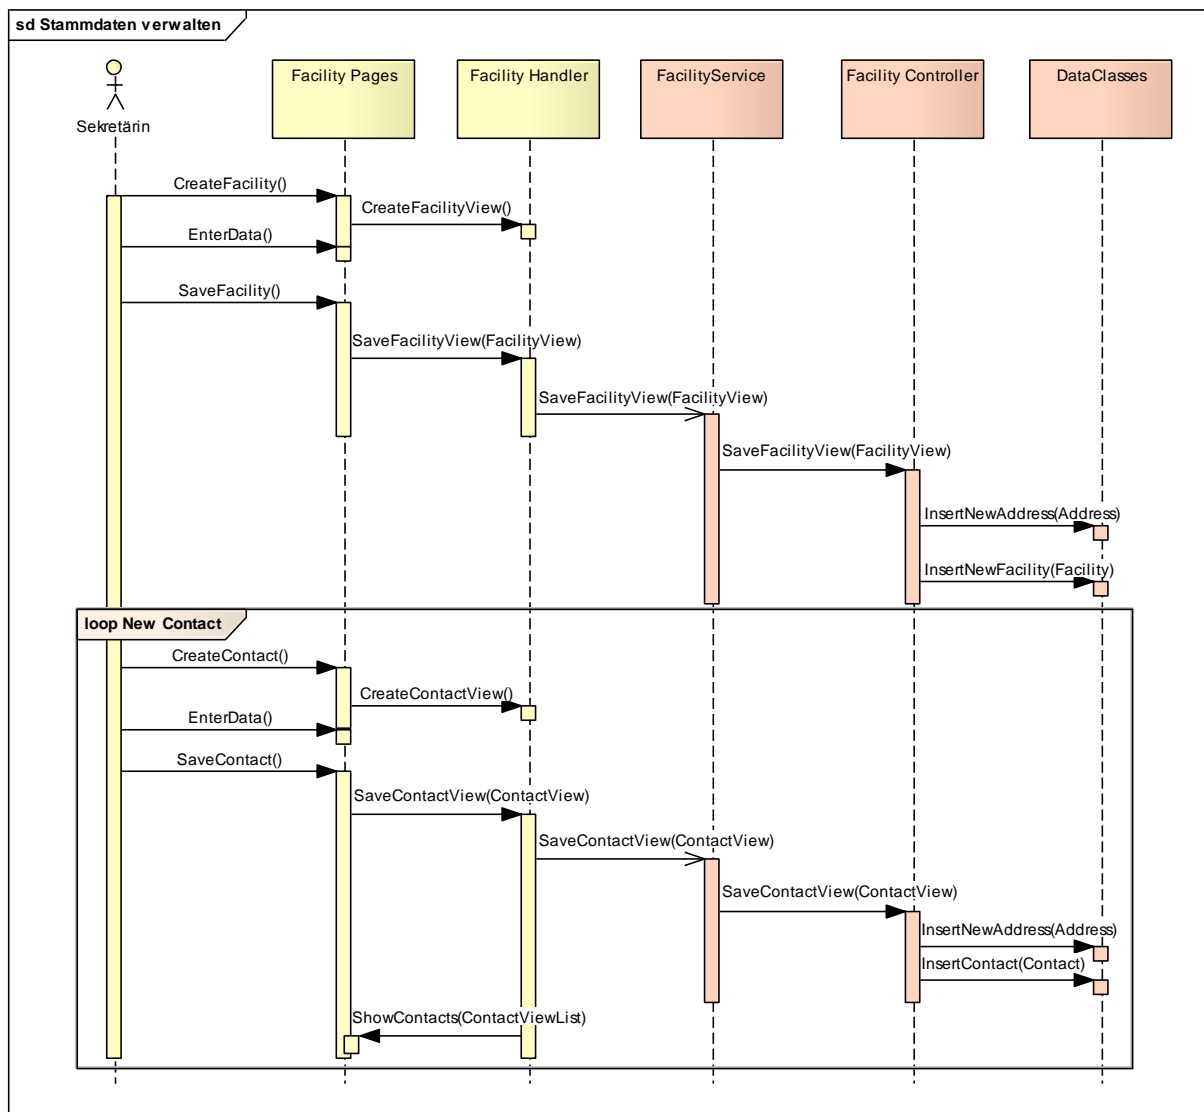 sd Stammdaten verwalten
Sekretärin
Facility Pages
Facility Handler
FacilityService
Facility Controller
DataClasses
CreateFacility()
CreateFacilityView()
EnterData()
SaveFacility()
SaveFacilityView(FacilityView)
SaveFacilityView(FacilityView)
SaveFacilityView(FacilityView)
InsertNewAddress(Address)
InsertNewFacility(Facility)
loop New Contact
CreateContact()
CreateContactView()
EnterData()
SaveContact()
SaveContactView(ContactView)
SaveContactView(ContactView)
SaveContactView(ContactView)
InsertNewAddress(Address)
InsertContact(Contact)
ShowContacts(ContactViewList)